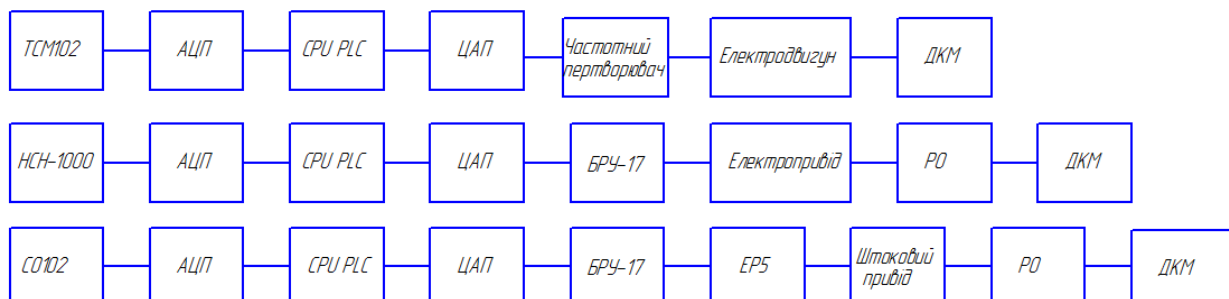 ТСМ102 АЦП CPU PLC ЦАП Частотний пертворювач Електродвигун ДКМ
НСН-1000 АЦП CPU PLC ЦАП БРУ-17 Електропривід РО ДКМ
СО102 АЦП CPU PLC ЦАП БРУ-17 ЕР5 Штоковий привід РО ДКМ